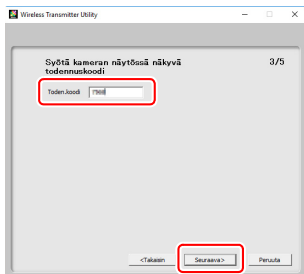 Wireless Transmitter Utility
Syötä kameran näytössä näkyvä
todennuskoodi
3/5
Toden.koodi
<Takaisin
Seuraava>
Peruuta